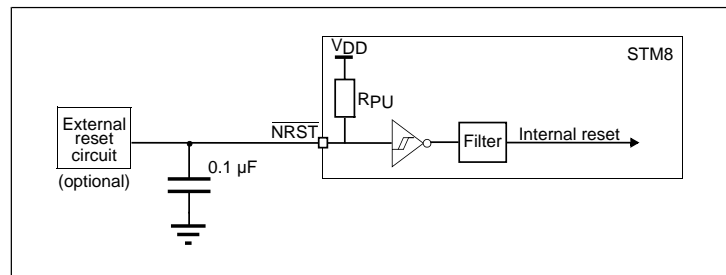 VDD
STM8
RPU
External
reset
circuit
(optional)
NRST
Filter
Internal reset
0.1 µF